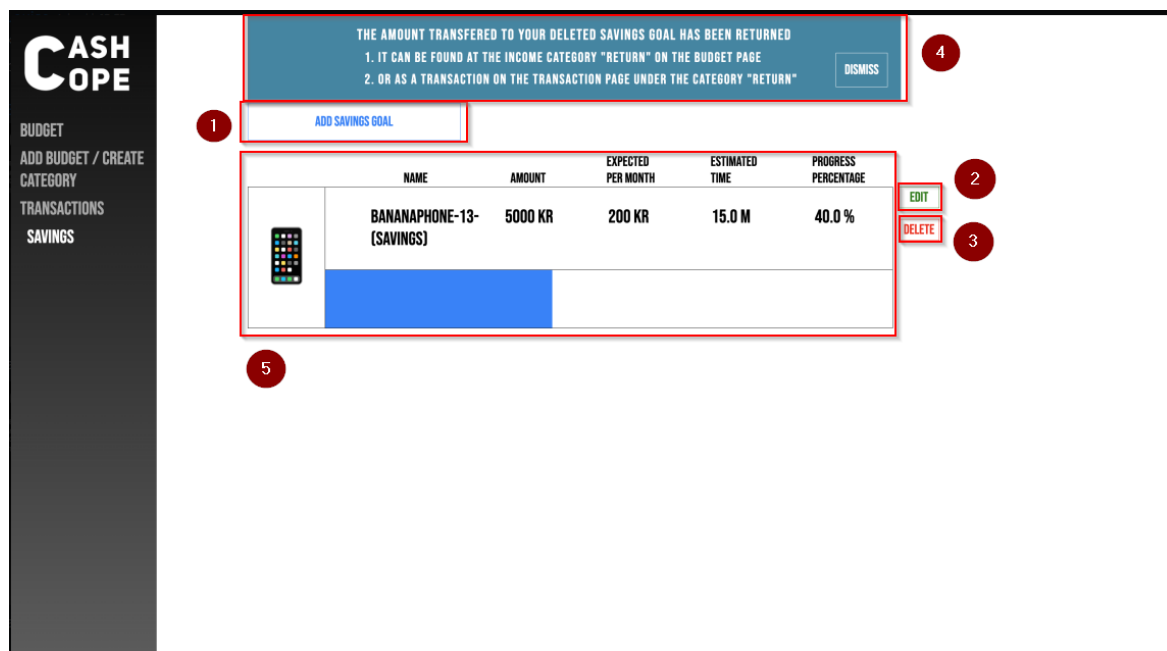 CASH
COPE
BUDGET
ADD BUDGET / CREATE
CATEGORY
TRANSACTIONS
SAVINGS
THE AMOUNT TRANSFERED TO YOUR DELETED SAVINGS GOAL HAS BEEN RETURNED
1. IT CAN BE FOUND AT THE INCOME CATEGORY "RETURN" ON THE BUDGET PAGE
2. OR AS A TRANSACTION ON THE TRANSACTION PAGE UNDER THE CATEGORY "RETURN"
DISMISS
4
1
ADD SAVINGS GOAL
NAME AMOUNT EXPECTED PER MONTH ESTIMATED TIME PROGRESS PERCENTAGE
BANANAPHONE-13- 5000 KR 200 KR 15.0 M 40.0 %
(SAVINGS)
EDIT
2
DELETE
3
5